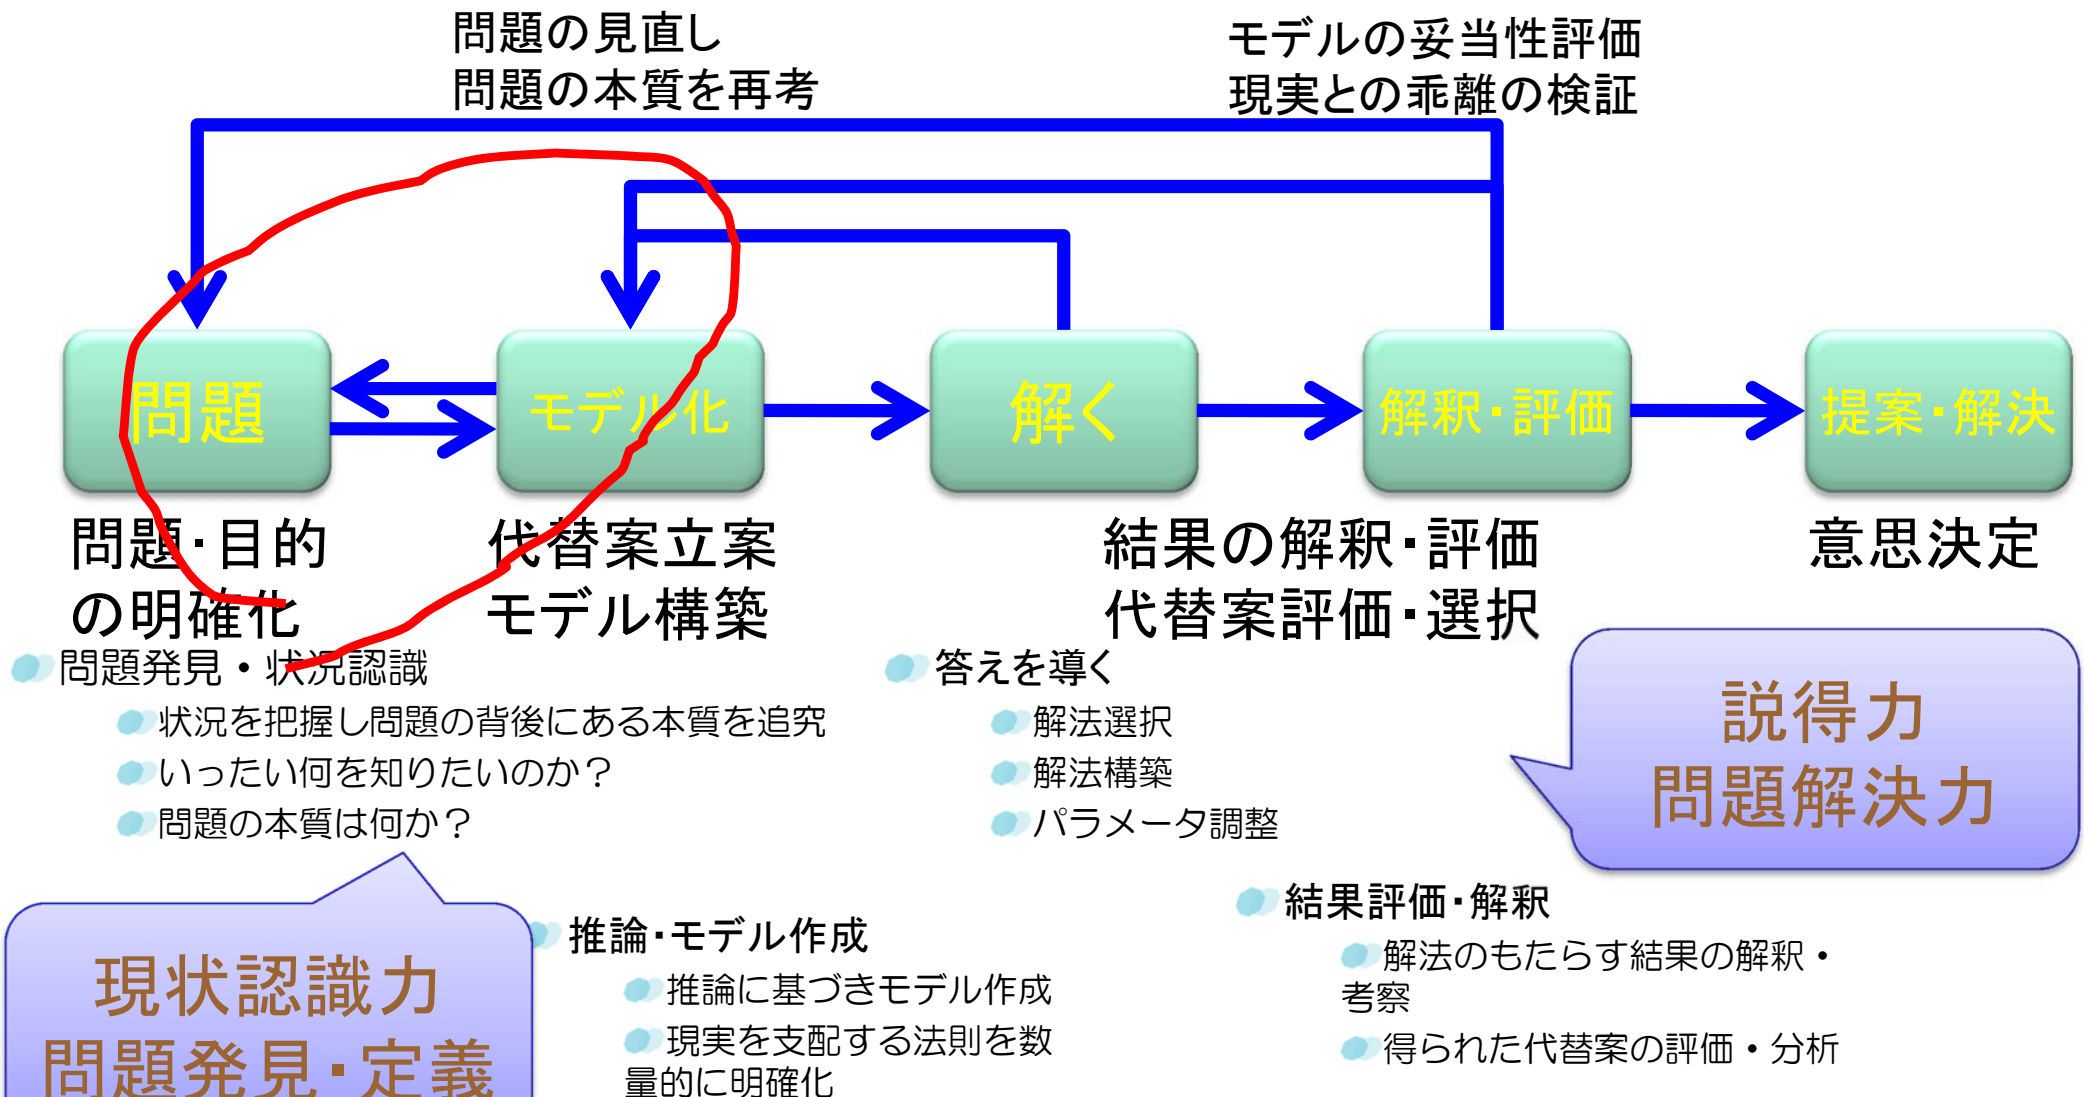 問題の見直し
問題の本質を再考
モデルの妥当性評価
現実との乖離の検証
問題
モデル化
解く
解釈・評価
提案・解決
問題・目的
の明確化
代替案立案
モデル構築
結果の解釈・評価
代替案評価・選択
意思決定
問題発見・状況認識
状況を把握し問題の背後にある本質を追究
いったい何を知りたいのか？
問題の本質は何か？
答えを導く
解法選択
解法構築
パラメータ調整
説得力
問題解決力
現状認識力
問題発見・定義
推論・モデル作成
推論に基づきモデル作成
現実を支配する法則を数
量的に明確化
結果評価・解釈
解法のもたらす結果の解釈・
考察
得られた代替案の評価・分析